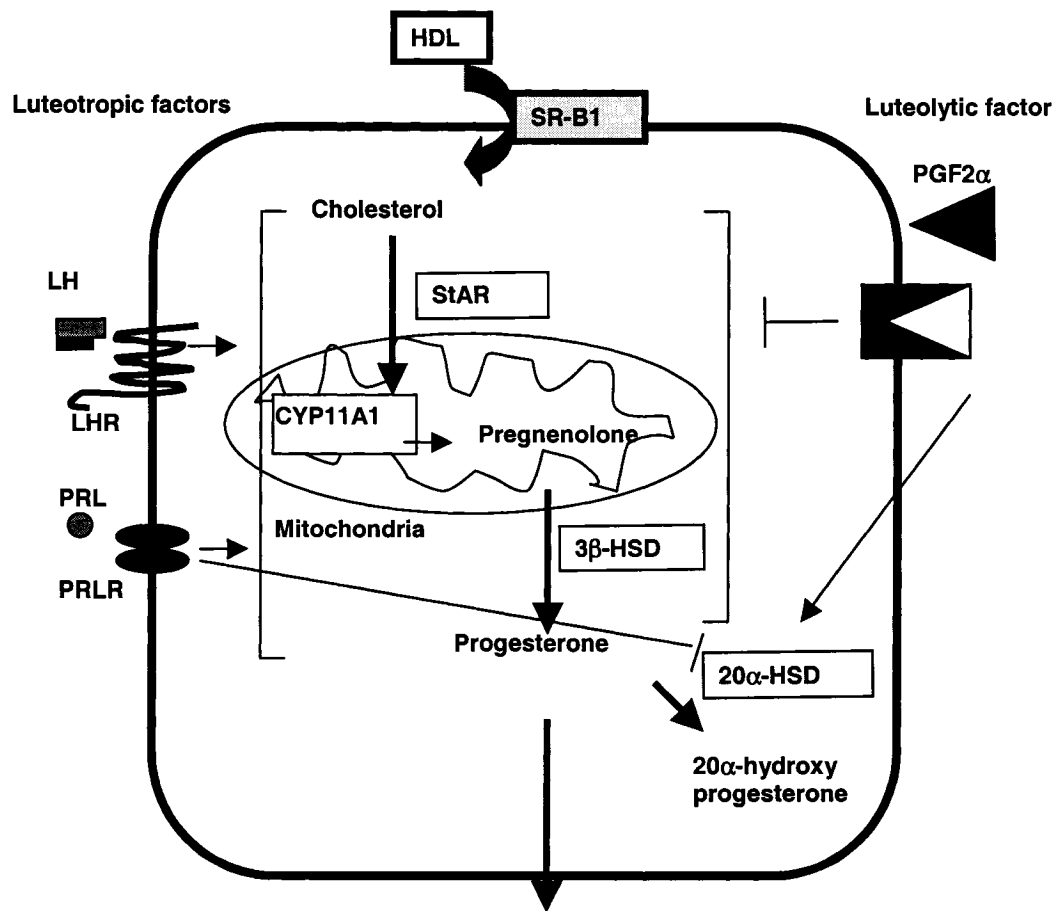 HDL
Luteotropic factors
SR-B1
Luteolytic factor
PGF2α
Cholesterol
LH
StAR
LHR
CYP11A1
Pregnenolone
PRL
Mitochondria
3β-HSD
PRLR
Progesterone
20α-HSD
20α-hydroxy
progesterone